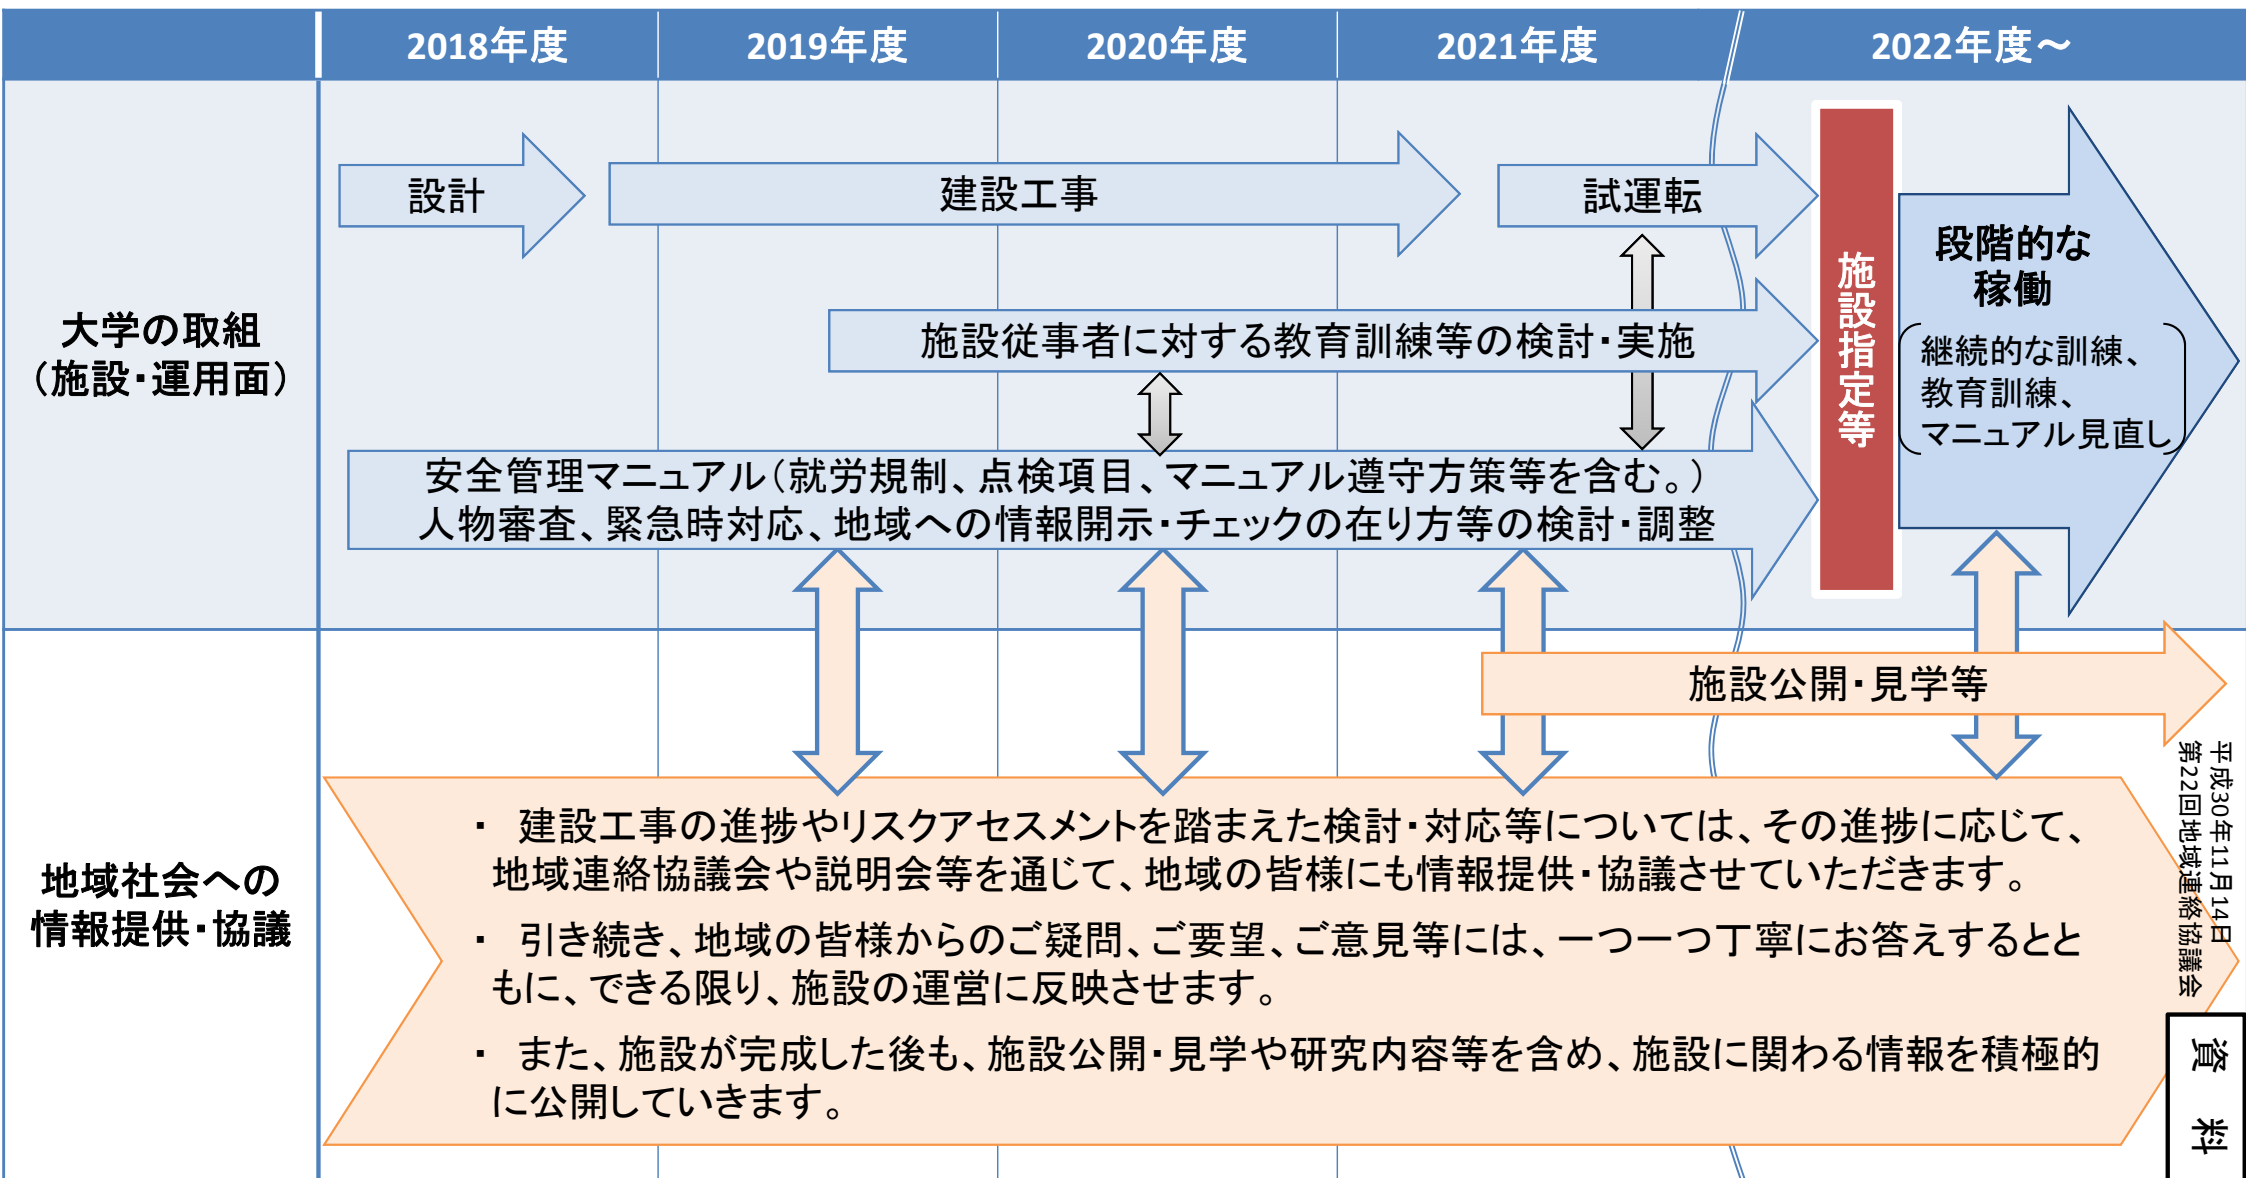 2018年度
2019年度
2020年度
2021年度
2022年度～
大学の取組
（施設・運用面）
設計
建設工事
試運転
施設従事者に対する教育訓練等の検討・実施
安全管理マニュアル（就労規制、点検項目、マニュアル遵守方策等を含む。）
人物審査、緊急時対応、地域への情報開示・チェックの在り方等の検討・調整
施設指定等
段階的な
稼働
継続的な訓練、
教育訓練、
マニュアル見直し
地域社会への
情報提供・協議
施設公開・見学等
・ 建設工事の進捗やリスクアセスメントを踏まえた検討・対応等については、その進捗に応じて、
地域連絡協議会や説明会等を通じて、地域の皆様にも情報提供・協議させていただきます。
・ 引き続き、地域の皆様からのご疑問、ご要望、ご意見等には、一つ一つ丁寧にお答えするとと
もに、できる限り、施設の運営に反映させます。
・ また、施設が完成した後も、施設公開・見学や研究内容等を含め、施設に関わる情報を積極的
に公開していきます。
平成30年11月14日
第22回地域連絡協議会
資 料